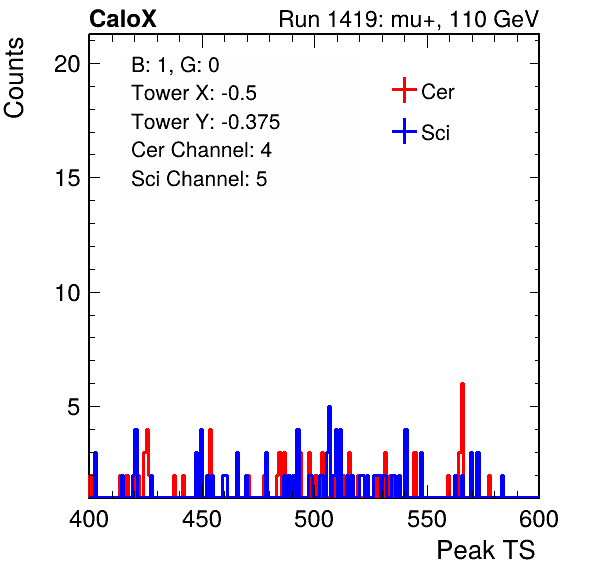 CaloX Run 1419: mu+, 110 GeV
Counts
20
15
10
5
B: 1, G: 0
Tower X: -0.5
Tower Y: -0.375
Cer Channel: 4
Sci Channel: 5
Cer
Sci
400 450 500 550 600
Peak TS